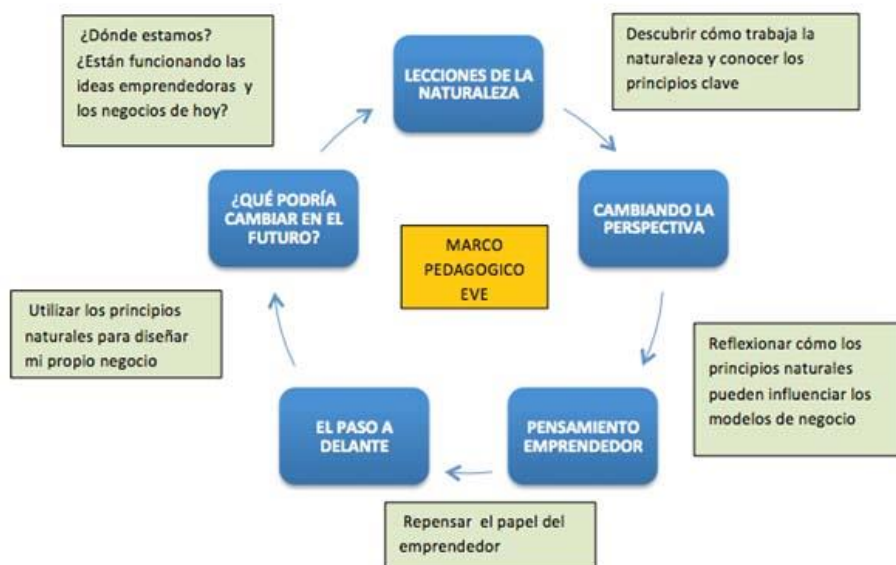 ¿Dónde estamos?
¿Están funcionando las
ideas emprendedoras y
los negocios de hoy?
LECCIONES DE LA
NATURALEZA
Descubrir cómo trabaja la
naturaleza y conocer los
principios clave
¿QUÉ PODRÍA
CAMBIAR EN EL
FUTURO?
MARCO
PEDAGOGICO
EVE
CAMBIANDO LA
PERSPECTIVA
Utilizar los principios
naturales para diseñar
mi propio negocio
Reflexionar cómo los
principios naturales
pueden influenciar los
modelos de negocio
EL PASO A
DELANTE
PENSAMIENTO
EMPRENDEDOR
Repensar el papel del
emprendedor